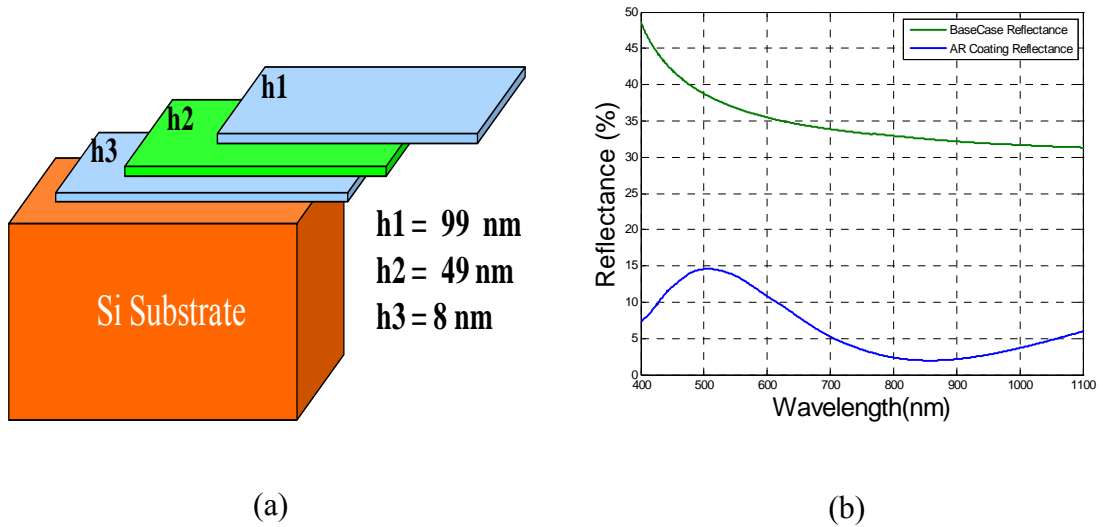 h1
h2
h3
h1 = 99 nm
h2 = 49 nm
h3 = 8 nm
Si Substrate
(a)
BaseCase Reflectance
AR Coating Reflectance
Reflectance (%)
50
45
40
35
30
25
20
15
10
5
0
400 500 600 700 800 900 1000 1100
Wavelength(nm)
(b)